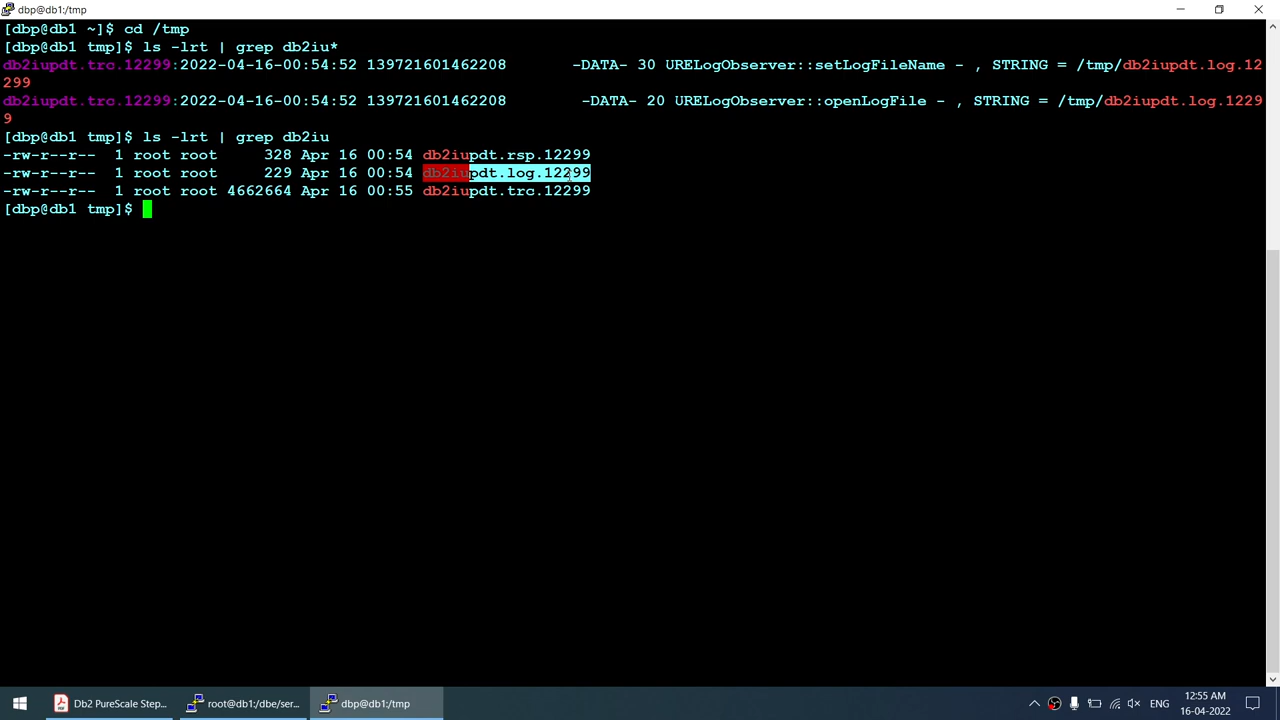 dbp@db1:/tmp
[dbp@db1 ~]$ cd /tmp
[dbp@db1 tmp]$ ls -lrt | grep db2iu*
db2iupdt.trc.12299:2022-04-16-00:54:52 139721601462208       -DATA- 30 URELogObserver::setLogFileName - , STRING = /tmp/db2iupdt.log.12
299
db2iupdt.trc.12299:2022-04-16-00:54:52 139721601462208        -DATA- 20 URELogObserver::openLogFile - , STRING = /tmp/db2iupdt.log.1229
9
[dbp@db1 tmp]$ ls -lrt | grep db2iu
-rw-r--r--  1 root root     328 Apr 16 00:54 db2iupdt.rsp.12299
-rw-r--r--  1 root root     229 Apr 16 00:54 db2iupdt.log.12299
-rw-r--r--  1 root root 4662664 Apr 16 00:55 db2iupdt.trc.12299
[dbp@db1 tmp]$
Db2 PureScale Step...
root@db1:/dbe/ser...
dbp@db1:/tmp
ENG
12:55 AM
16-04-2022